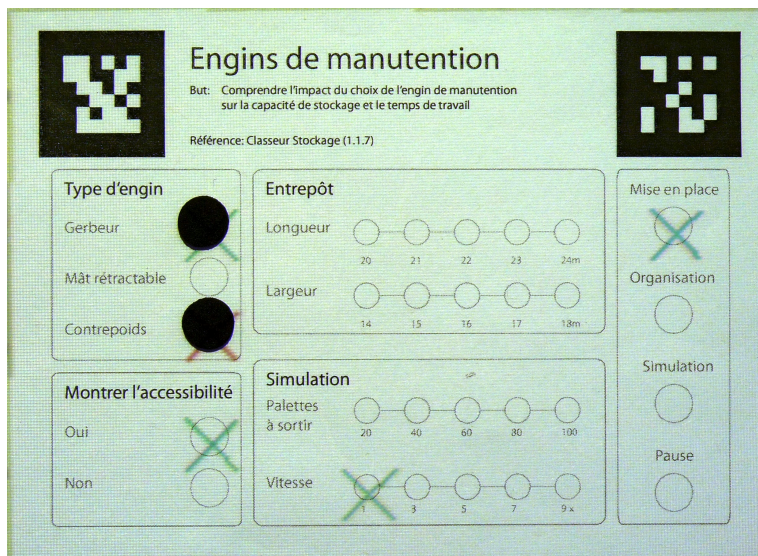 Engins de manutention
But: Comprendre l'impact du choix de l'engin de manutention
sur la capacité de stockage et le temps de travail
Référence: Classeur Stockage (1.1.7)
Type d'engin
Gerbeur
Mât rétractable
Contrepoids
Montrer l'accessibilité
Oui
Non
Entrepôt
Longueur
20 21 22 23 24m
Largeur
14 15 16 17 18m
Simulation
Palettes
à sortir
20 40 60 80 100
Vitesse
1 3 5 7 9 x
Mise en place
Organisation
Simulation
Pause